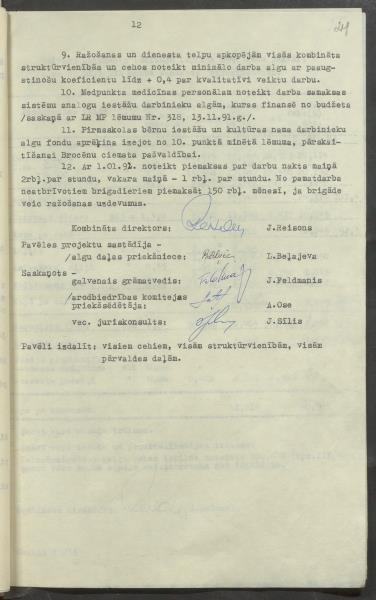 12
9. Ražošanas un dienesta telpu apkopējām visās kombināta
struktūrvienībās un cehos noteikt minimālo darba algu ar paaug-
stinošu koeficientu līdz + 0,4 par kvalitatīvi veiktu darbu.
10. Medpunkta medicīnas personālam noteikt darba samaksas
sistēmu analogu iestāžu darbinieku algām, kurus finansē no budžeta
/saskaņā ar LR MP lēmumu Nr. 318, 13.11.91.g./.
11. Pirmsskolas bērnu iestāžu un kultūras nama darbinieku
algu fondu aprēķina izejot no 10. punktā minētā lēmuma, pārskai-
tīšanai Brocēnu ciemata pašvaldībai.
12. Ar 1.01.92. noteikt piemaksas par darbu nakts maiņā
2rbļ.par stundu, vakara maiņā - 1 rbļ. par stundu. No pamatdarba
neatbrīvotiem brigadieriem piemaksāt 150 rbļ. mēnesī, ja brigāde
veic ražošanas uzdevumus.
Kombināta direktors: J.Reisons
Pavēles projektu sastādīja -
/algu daļas priekšniece: L.Beļajeva
Saskaņots -
galvenais grāmatvedis: J.Feldmanis
/arodbiedrības komitejas
priekšsēdētāja: A.Ose
vec. juriskonsults: J.Sīlis
Pavēli izdalīt: visiem cehiem, visām struktūrvienībām, visām
pārvaldes daļām.